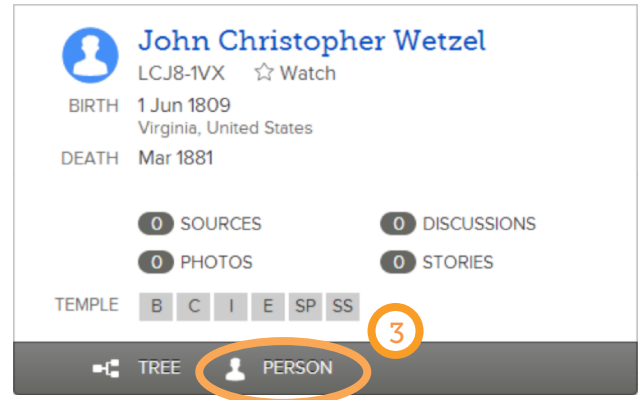 John Christopher Wetzel
LCJ8-1VX ☆ Watch
BIRTH 1 Jun 1809
Virginia, United States
DEATH Mar 1881
0 SOURCES 0 DISCUSSIONS
0 PHOTOS 0 STORIES
TEMPLE B C I E SP SS
3
TREE PERSON